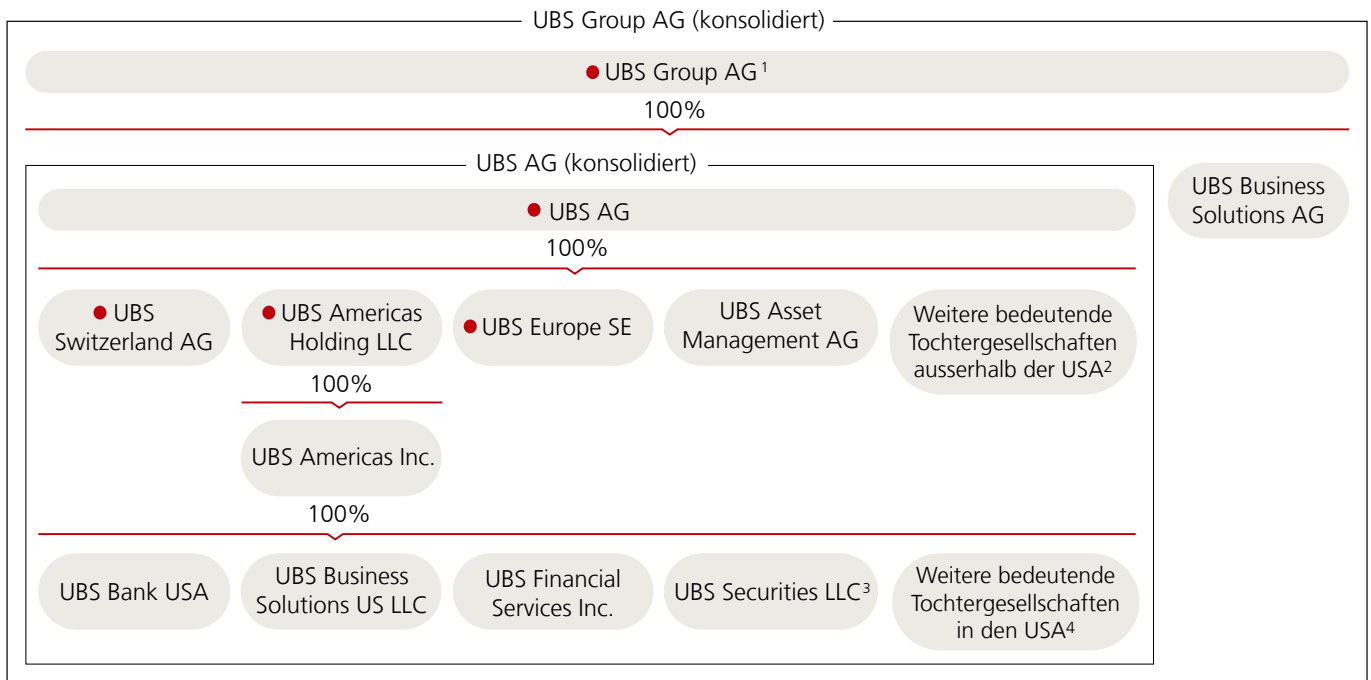 UBS Group AG (konsolidiert)
UBS Group AG¹
100%
UBS AG (konsolidiert)
UBS Business
Solutions AG
UBS AG
100%
UBS
Switzerland AG
UBS Americas
Holding LLC
UBS Europe SE
UBS Asset
Management AG
Weitere bedeutende
Tochtergesellschaften
ausserhalb der USA²
100%
UBS Americas Inc.
100%
UBS Bank USA
UBS Business
Solutions US LLC
UBS Financial
Services Inc.
UBS Securities LLC³
Weitere bedeutende
Tochtergesellschaften
in den USA⁴